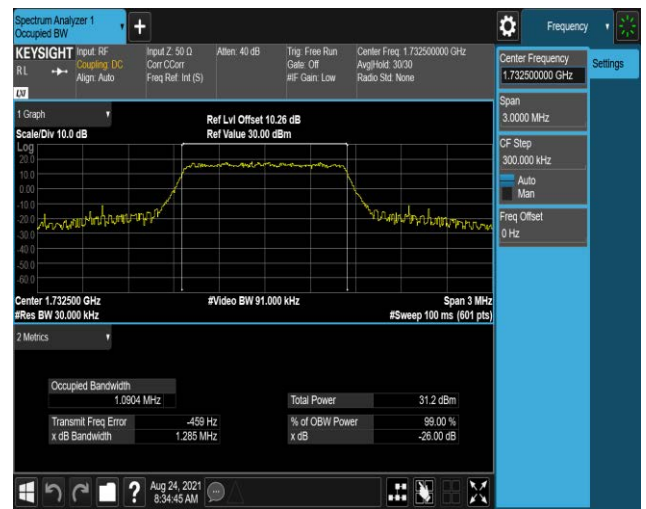 Spectrum Analyzer 1
Occupied BW
+
Frequency
KEYSIGHT
RL
LXI
Input: RF
Coupling: DC
Align: Auto
Input Z: 50 Ω
Corr CCorr
Freq Ref: Int (S)
Atten: 40 dB
Trig: Free Run
Gate: Off
#IF Gain: Low
Center Freq: 1.732500000 GHz
Avg|Hold: 30/30
Radio Std: None
Center Frequency
1.732500000 GHz
Settings
Span
3.0000 MHz
CF Step
300.000 kHz
Auto
Man
Freq Offset
0 Hz
1 Graph
Scale/Div 10.0 dB
Ref Lvl Offset 10.26 dB
Ref Value 30.00 dBm
Log
20.0
10.0
0.00
-10.0
-20.0
-30.0
-40.0
-50.0
-60.0
Center 1.732500 GHz
#Video BW 91.000 kHz
Span 3 MHz
#Res BW 30.000 kHz
#Sweep 100 ms (601 pts)
2 Metrics
Occupied Bandwidth
1.0904 MHz
Total Power 31.2 dBm
Transmit Freq Error -459 Hz
% of OBW Power 99.00 %
x dB Bandwidth 1.285 MHz
x dB -26.00 dB
?
Aug 24, 2021
8:34:45 AM